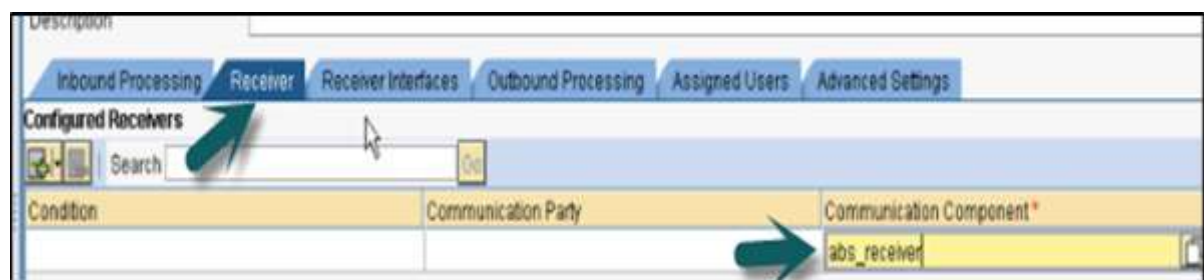 Description
Inbound Processing Receiver Receiver Interfaces Outbound Processing Assigned Users Advanced Settings
Configured Receivers
Search Go
Condition Communication Party Communication Component *
abs_receiver